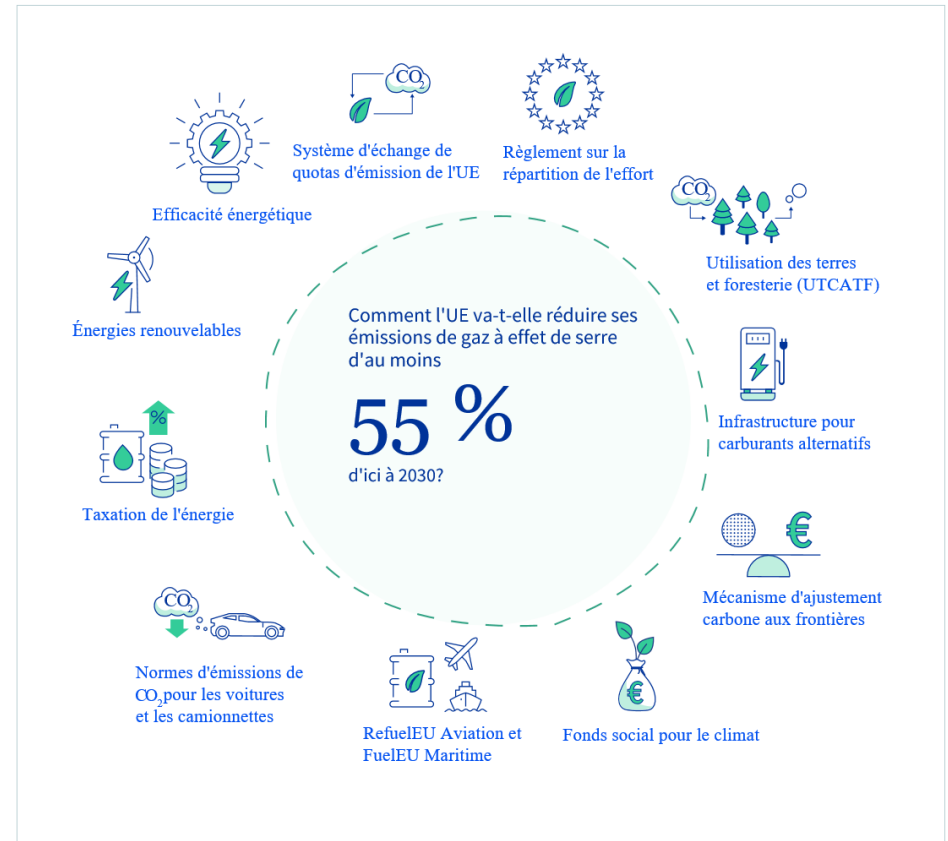 CO2
Système d'échange de
quotas d'émission de l'UE
Règlement sur la
répartition de l'effort
CO2
Utilisation des terres
et foresterie (UTCATF)
Infrastructure pour
carburants alternatifs
€
Mécanisme d'ajustement
carbone aux frontières
€
Fonds social pour le climat
RefuelEU Aviation et
FuelEU Maritime
CO2
Normes d'émissions de
CO2 pour les voitures
et les camionnettes
%
Taxation de l'énergie
Énergies renouvelables
Efficacité énergétique
Comment l'UE va-t-elle réduire ses
émissions de gaz à effet de serre
d'au moins
55 %
d'ici à 2030?